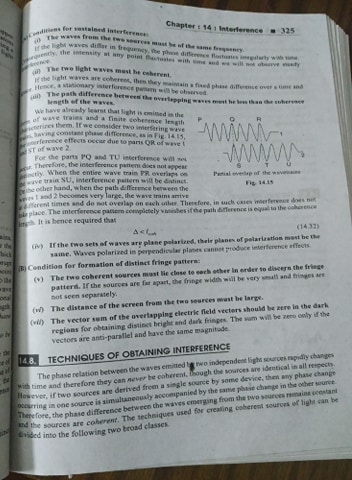 Chapter : 14 : Interference ■ 325
A) Conditions for sustained interference:
(i) The waves from the two sources must be of the same frequency.
If the light waves differ in frequency, the phase difference fluctuates irregularly with time.
Consequently, the intensity at any point fluctuates with time and we will not observe steady
interference.
(ii) The two light waves must be coherent.
If the light waves are coherent, then they maintain a fixed phase difference over a time and
space. Hence, a stationary interference pattern will be observed.
(iii) The path difference between the overlapping waves must be less than the coherence
length of the waves.
We have already learnt that light is emitted in the
form of wave trains and a finite coherence length
characterizes them. If we consider two interfering wave
trains, having constant phase difference, as in Fig. 14.15,
the interference effects occur due to parts QR of wave 1
and ST of wave 2.
For the parts PQ and TU interference will not
occur. Therefore, the interference pattern does not appear
distinctly. When the entire wave train PR overlaps on
the wave train SU, interference pattern will be distinct.
On the other hand, when the path difference between the
waves 1 and 2 becomes very large, the wave trains arrive
at different times and do not overlap on each other. Therefore, in such cases interference does not
take place. The interference pattern completely vanishes if the path difference is equal to the coherence
length. It is hence required that
P Q R
1
2
S T U
Partial overlap of the wavetrains
Fig. 14.15
Δ < l coh (14.32)
(iv) If the two sets of waves are plane polarized, their planes of polarization must be the
same. Waves polarized in perpendicular planes cannot produce interference effects.
(B) Condition for formation of distinct fringe pattern:
(v) The two coherent sources must lie close to each other in order to discern the fringe
pattern. If the sources are far apart, the fringe width will be very small and fringes are
not seen separately.
(vi) The distance of the screen from the two sources must be large.
(vii) The vector sum of the overlapping electric field vectors should be zero in the dark
regions for obtaining distinct bright and dark fringes. The sum will be zero only if the
vectors are anti-parallel and have the same magnitude.
14.8. TECHNIQUES OF OBTAINING INTERFERENCE
The phase relation between the waves emitted by two independent light sources rapidly changes
with time and therefore they can never be coherent, though the sources are identical in all respects.
However, if two sources are derived from a single source by some device, then any phase change
occurring in one source is simultaneously accompanied by the same phase change in the other source.
Therefore, the phase difference between the waves emerging from the two sources remains constant
and the sources are coherent. The techniques used for creating coherent sources of light can be
divided into the following two broad classes.